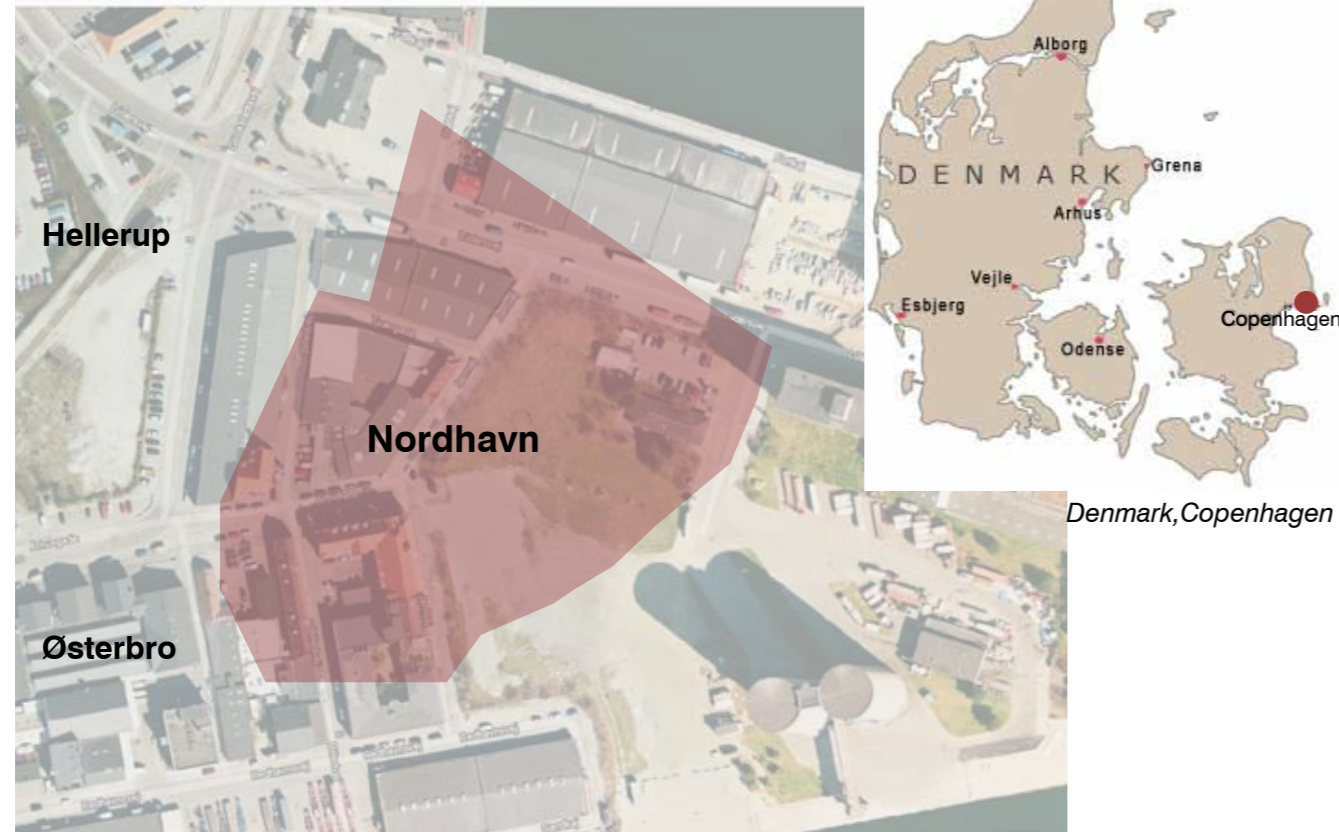 Hellerup
Nordhavn
Østerbro
Alborg
DENMARK
Grena
Arhus
Vejle
Esbjerg
Copenhagen
Odense
Denmark,Copenhagen